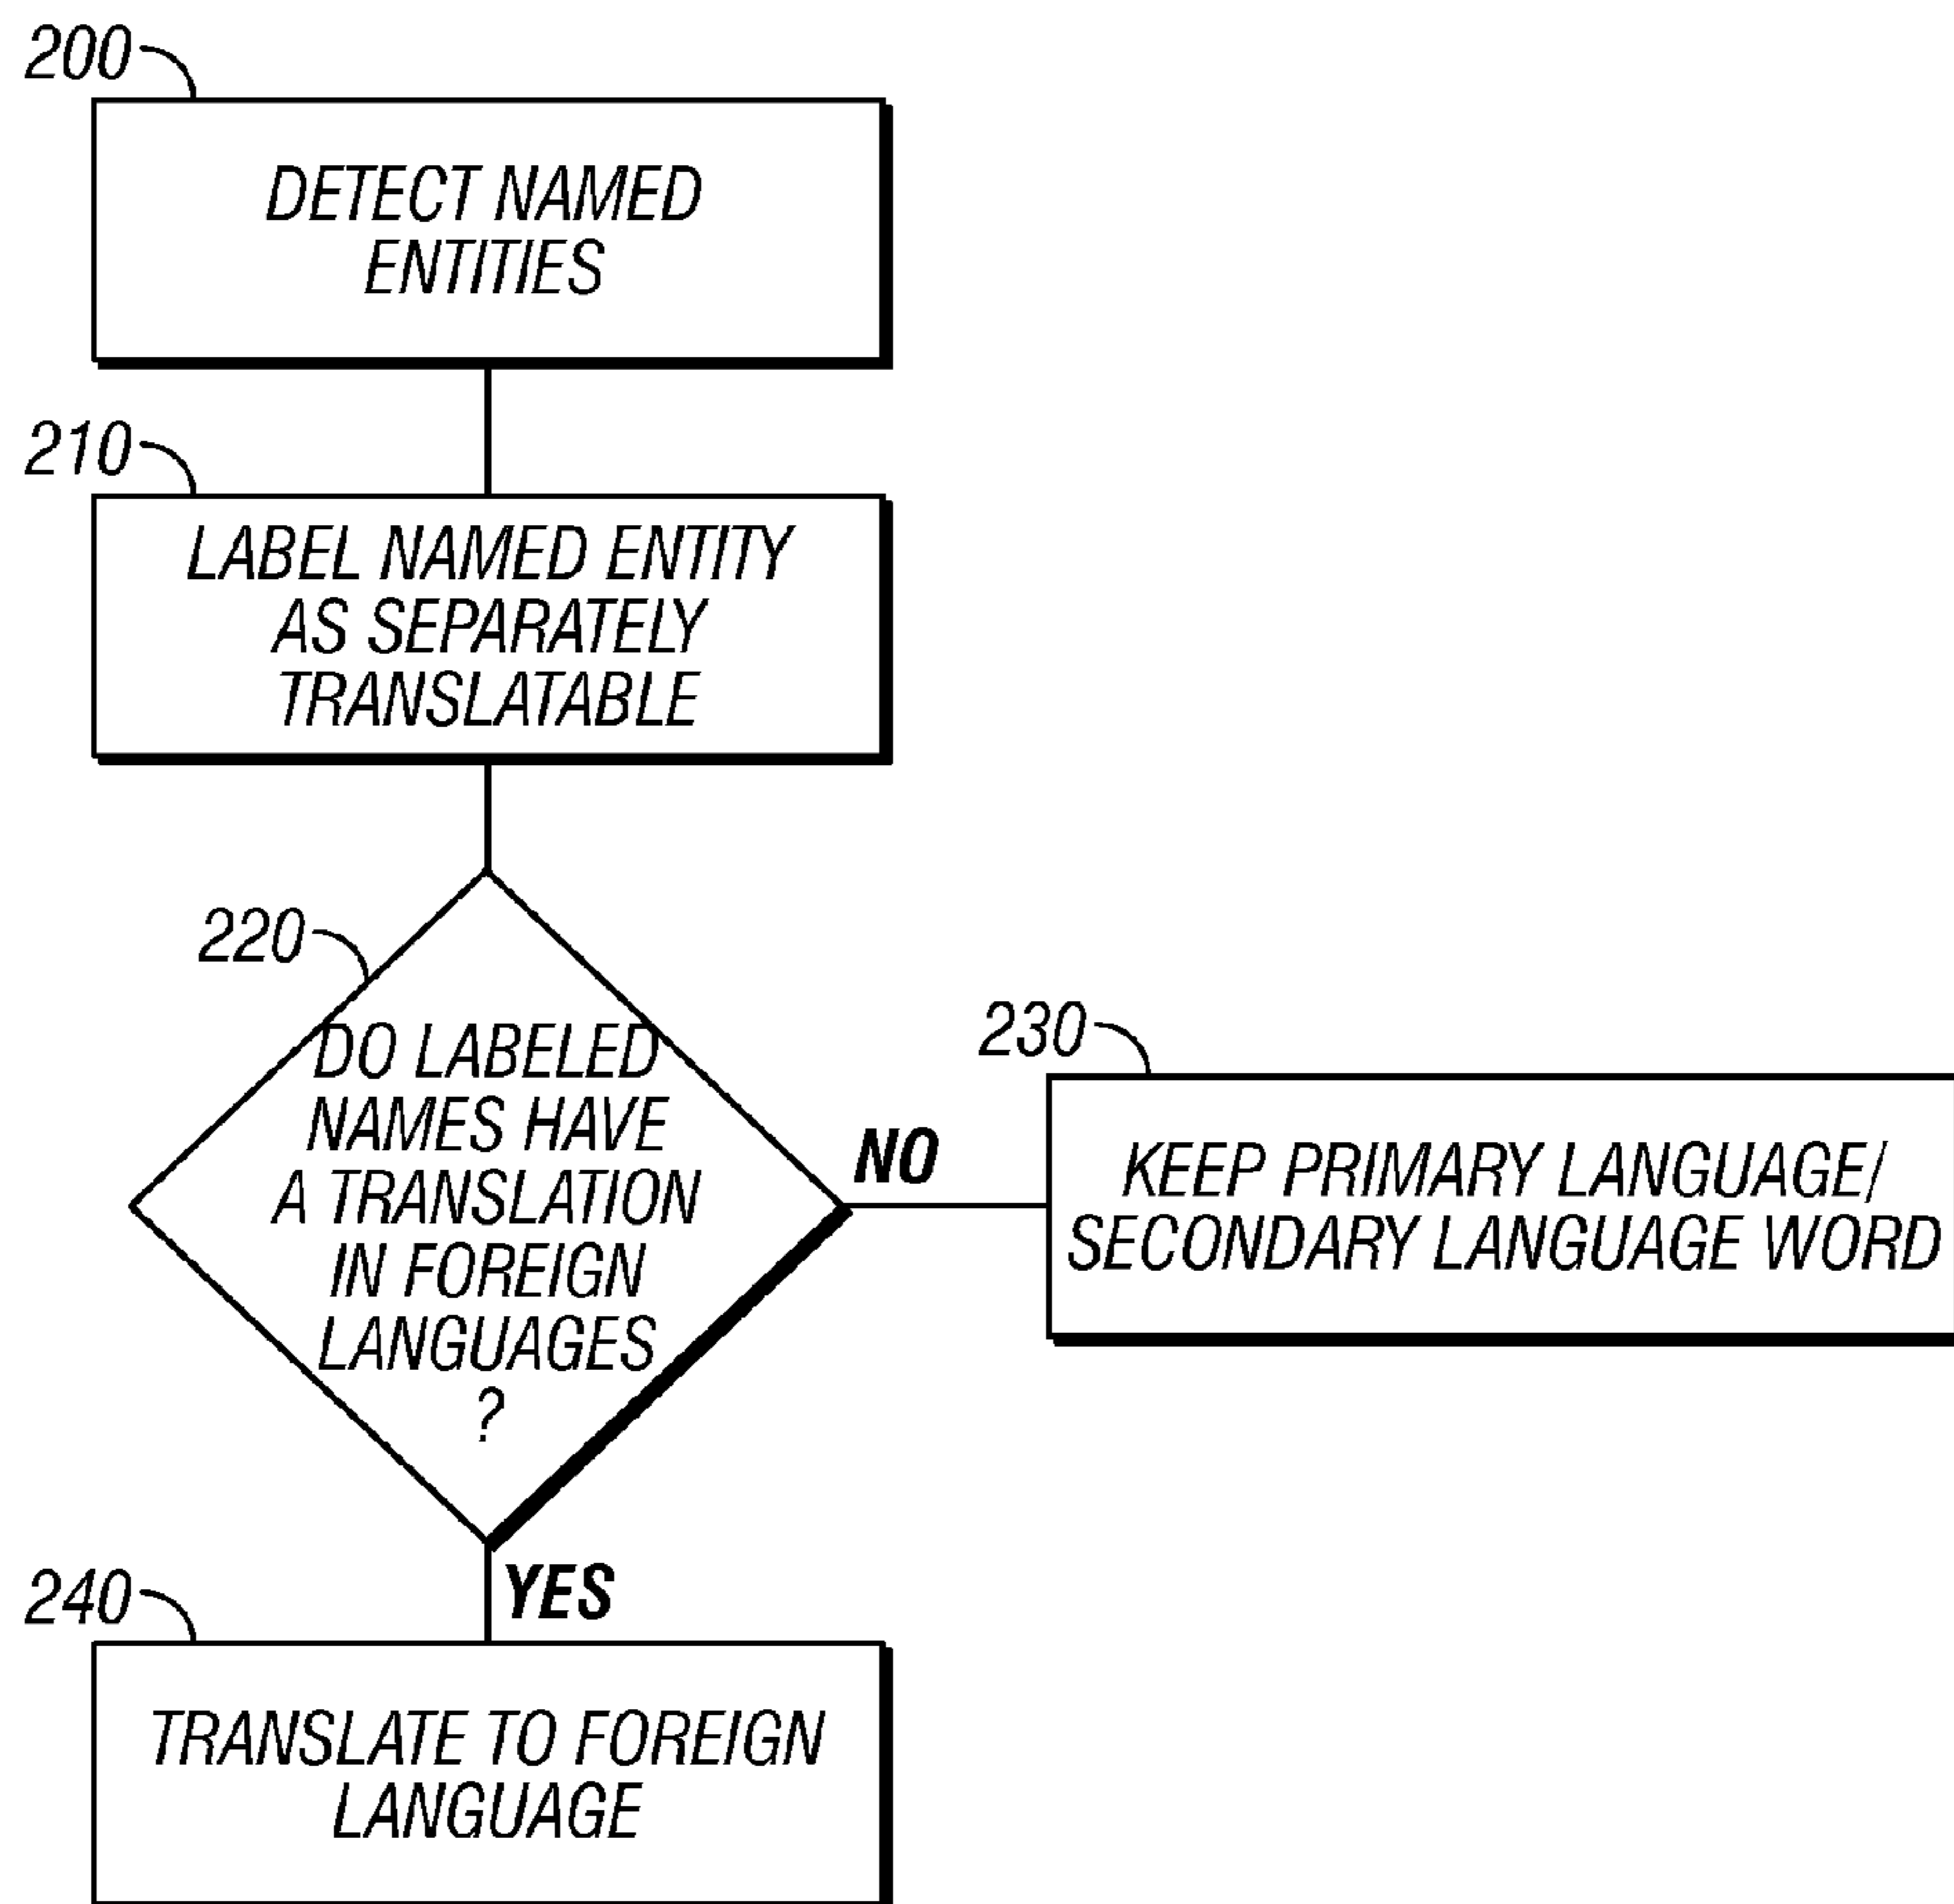 200
DETECT NAMED
ENTITIES
210
LABEL NAMED ENTITY
AS SEPARATELY
TRANSLATABLE
220
DO LABELED
NAMES HAVE
A TRANSLATION
IN FOREIGN
LANGUAGES
?
NO
230
KEEP PRIMARY LANGUAGE/
SECONDARY LANGUAGE WORD
YES
240
TRANSLATE TO FOREIGN
LANGUAGE